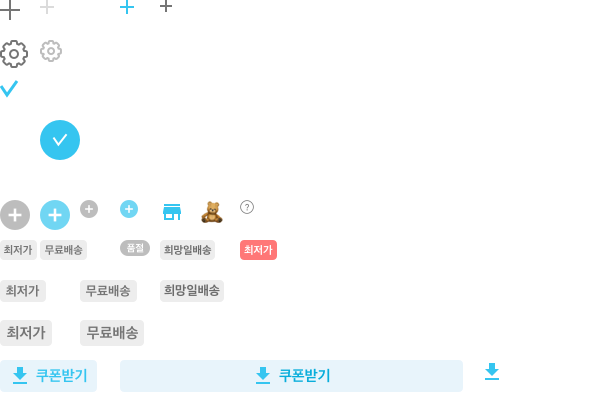 최저가 무료배송 품절 희망일배송 최저가
최저가 무료배송 희망일배송
최저가 무료배송
쿠폰받기 쿠폰받기